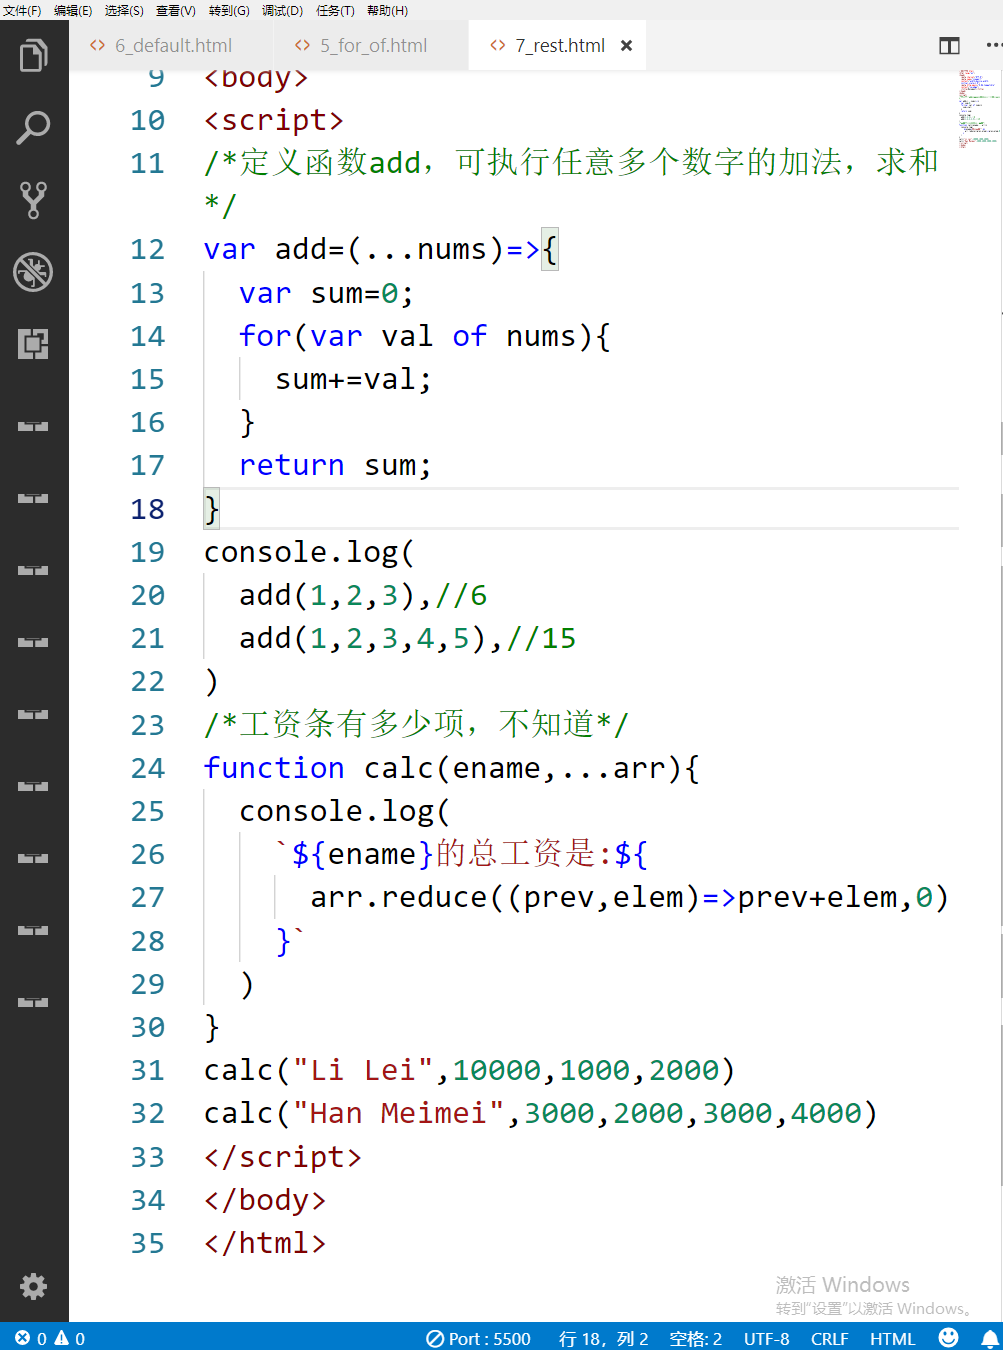 文件(F) 编辑(E) 选择(S) 查看(V) 转到(G) 调试(D) 任务(T) 帮助(H)
<> 6_default.html <> 5_for_of.html <> 7_rest.html ×
9 <body>
10 <script>
11 /*定义函数add，可执行任意多个数字的加法，求和
*/
12 var add=(...nums)=>{
13 var sum=0;
14 for(var val of nums){
15 sum+=val;
16 }
17 return sum;
18 }
19 console.log(
20 add(1,2,3),//6
21 add(1,2,3,4,5),//15
22 )
23 /*工资条有多少项，不知道*/
24 function calc(ename,...arr){
25 console.log(
26 `${ename}的总工资是:${
27 arr.reduce((prev,elem)=>prev+elem,0)
28 }`
29 )
30 }
31 calc("Li Lei",10000,1000,2000)
32 calc("Han Meimei",3000,2000,3000,4000)
33 </script>
34 </body>
35 </html>
激活 Windows
转到"设置"以激活 Windows。
0 0 Port : 5500 行 18，列 2 空格: 2 UTF-8 CRLF HTML